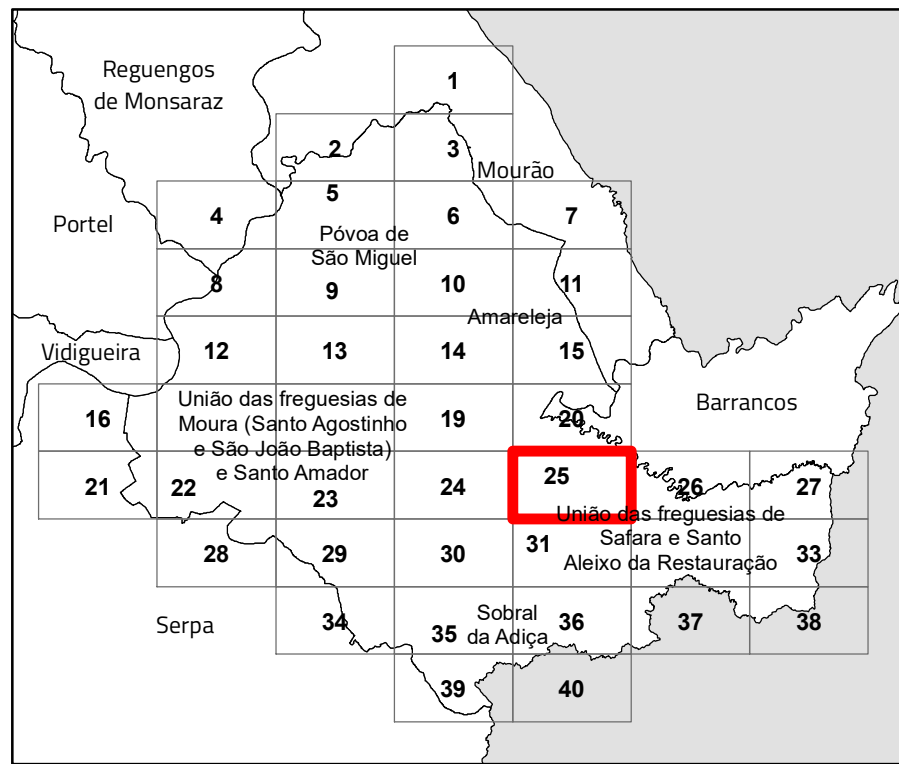 1
Reguengos
de Monsaraz
2
3
Mourão
4
5
6
7
Portel
Póvoa de
São Miguel
8
9
10
11
Amareleja
Vidigueira
12
13
14
15
16
União das freguesias de
Moura (Santo Agostinho
e São João Baptista)
e Santo Amador
19
20
Barrancos
21
22
23
24
25
26
27
União das freguesias de
Safara e Santo
Aleixo da Restauração
28
29
30
31
33
Serpa
34
35
Sobral
da Adiça
36
37
38
39
40